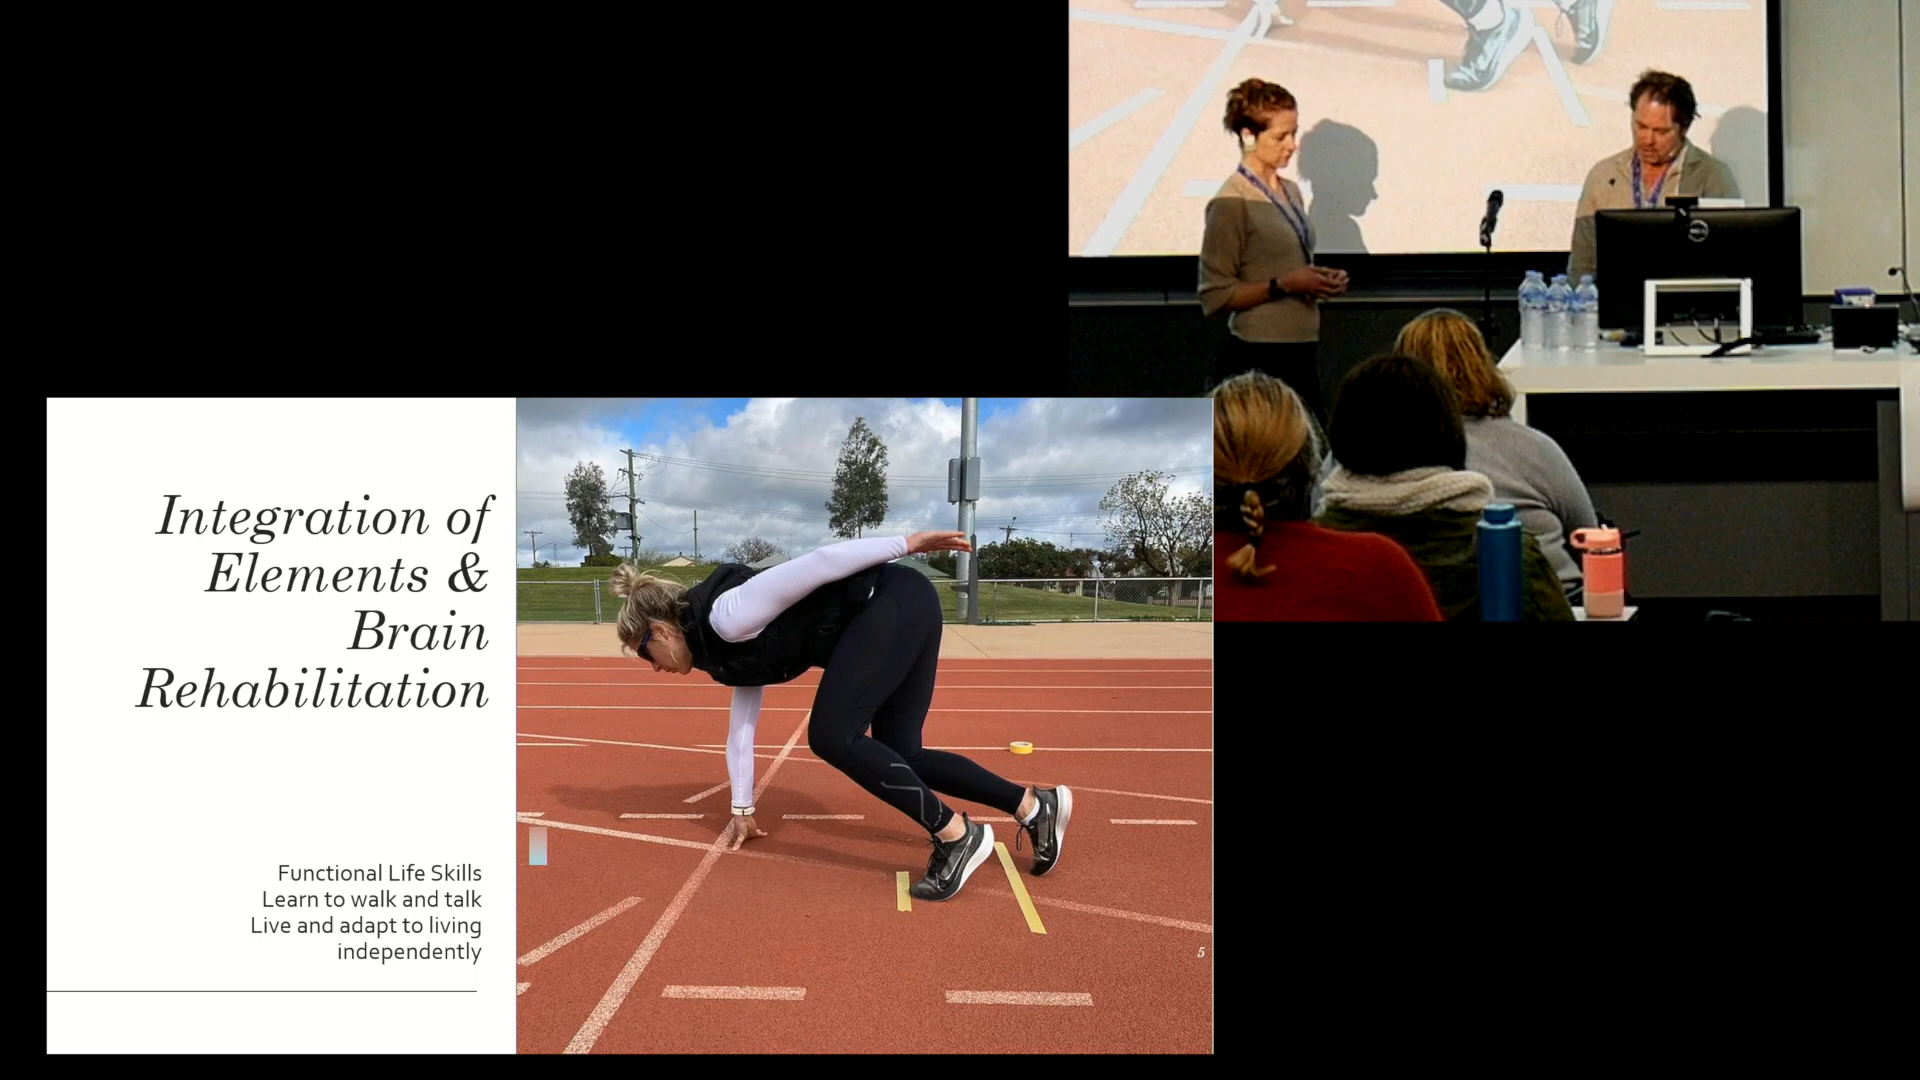 Integration of
Elements &
Brain
Rehabilitation
Functional Life Skills
Learn to walk and talk
Live and adapt to living
independently
5